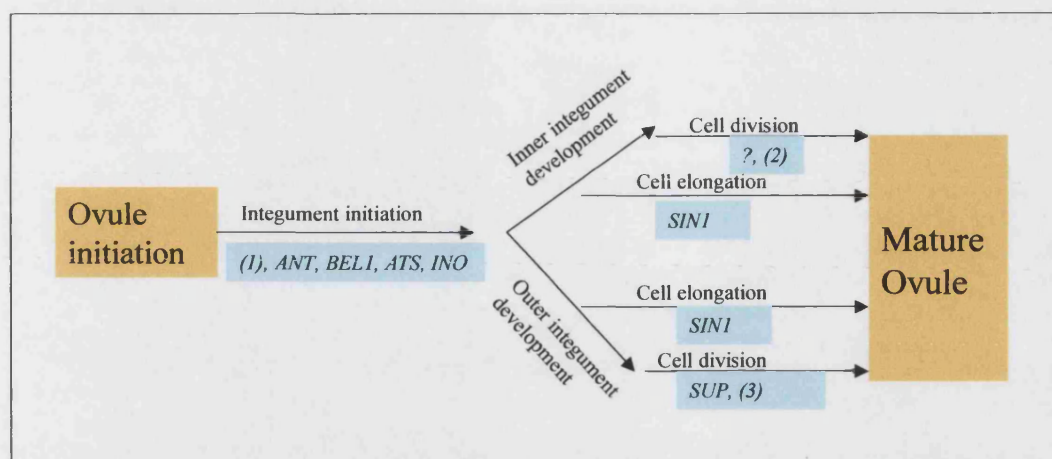 Ovule
initiation
Integument initiation
(1), ANT, BEL1, ATS, INO
Inner integument
development
Outer integument
development
Cell division
?, (2)
Cell elongation
SIN1
Cell elongation
SIN1
Cell division
SUP, (3)
Mature
Ovule